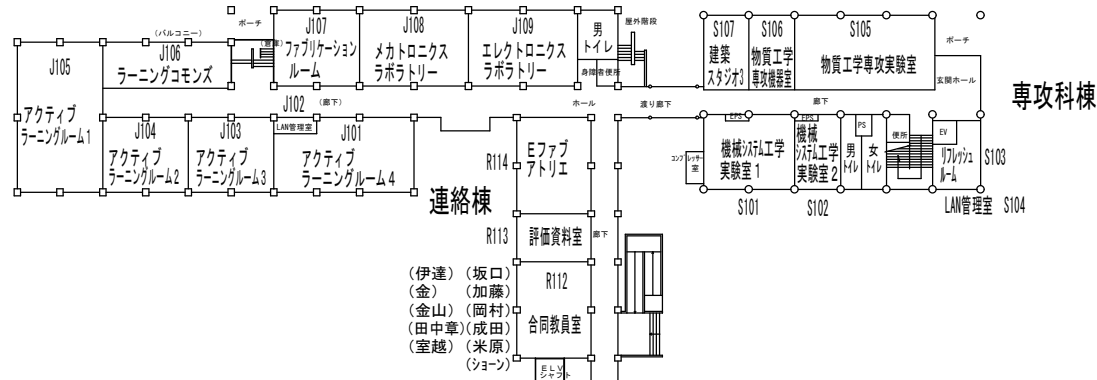 J105
アクティブ
ラーニングルーム1
(バルコニー)
J106
ラーニングコモンズ
ポーチ
(倉庫)
J107
ファブリケーション
ルーム
J108
メカトロニクス
ラボラトリー
J109
エレクトロニクス
ラボラトリー
男
トイレ
身障者便所
屋外階段
J102
(廊下)
ホール
渡り廊下
J104
アクティブ
ラーニングルーム2
J103
アクティブ
ラーニングルーム3
LAN管理室
J101
アクティブ
ラーニングルーム4
連絡棟
R114
Eファブ
アトリエ
R113
評価資料室
廊下
R112
合同教員室
(伊達)(坂口)
(金) (加藤)
(金山)(岡村)
(田中章)(成田)
(室越)(米原)
(ショーン)
ELV
シャフト
S107
建築
スタジオ3
S106
物質工学
専攻機器室
S105
物質工学専攻実験室
ポーチ
玄関ホール
専攻科棟
廊下
コンプレッサー
室
EPS
機械システム工学
実験室1
S101
EPS
機械
システム工学
実験室2
S102
男
トイレ
PS
女
トイレ
便所
EV
リフレッシュ
ルーム
S103
LAN管理室 S104